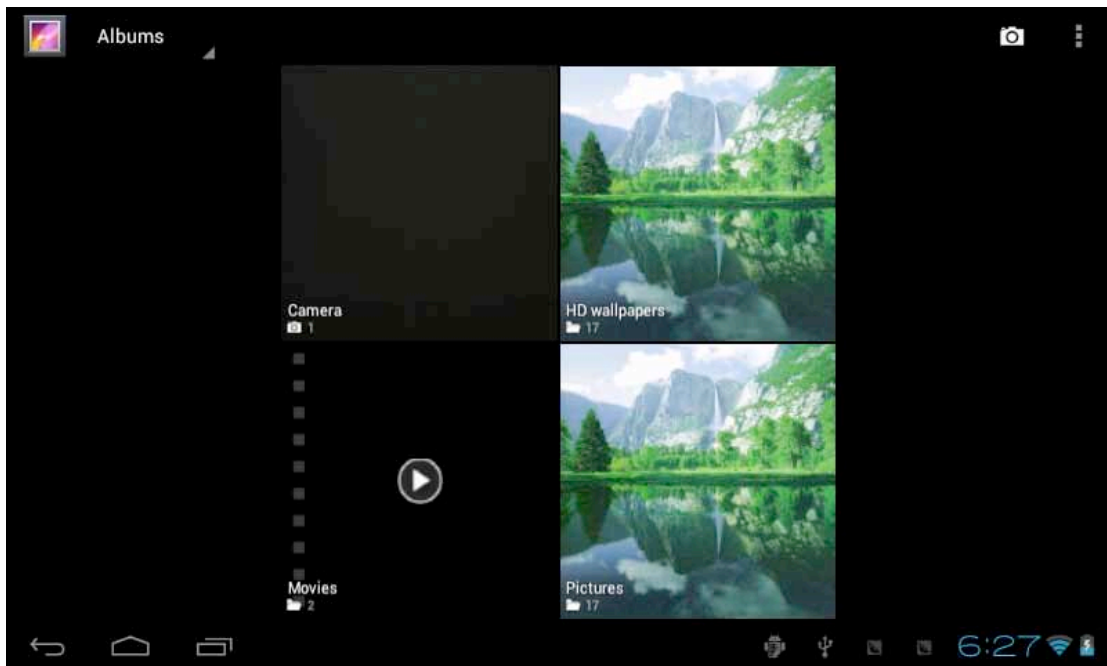 Albums
Camera
1
HD wallpapers
17
Movies
2
Pictures
17
6:27